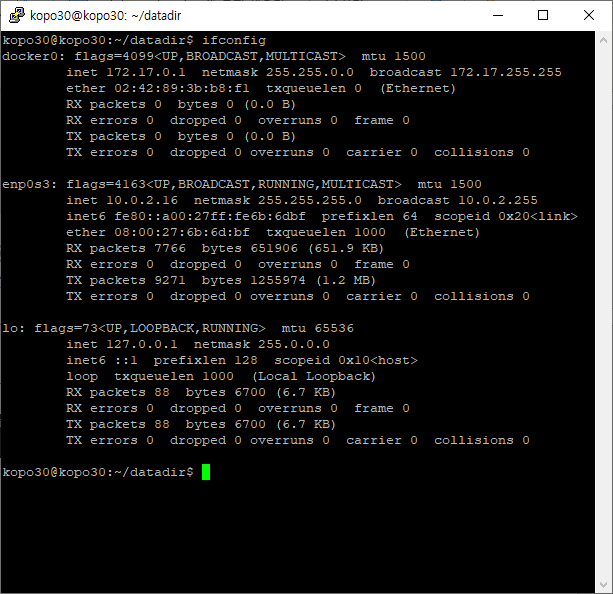 kopo30@kopo30: ~/datadir
kopo30@kopo30:~/datadir$ ifconfig
docker0: flags=4099<UP,BROADCAST,MULTICAST>  mtu 1500
        inet 172.17.0.1  netmask 255.255.0.0  broadcast 172.17.255.255
        ether 02:42:89:3b:b8:f1  txqueuelen 0  (Ethernet)
        RX packets 0  bytes 0 (0.0 B)
        RX errors 0  dropped 0  overruns 0  frame 0
        TX packets 0  bytes 0 (0.0 B)
        TX errors 0  dropped 0 overruns 0  carrier 0  collisions 0

enp0s3: flags=4163<UP,BROADCAST,RUNNING,MULTICAST>  mtu 1500
        inet 10.0.2.16  netmask 255.255.255.0  broadcast 10.0.2.255
        inet6 fe80::a00:27ff:fe6b:6dbf  prefixlen 64  scopeid 0x20<link>
        ether 08:00:27:6b:6d:bf  txqueuelen 1000  (Ethernet)
        RX packets 7766  bytes 651906 (651.9 KB)
        RX errors 0  dropped 0  overruns 0  frame 0
        TX packets 9271  bytes 1255974 (1.2 MB)
        TX errors 0  dropped 0 overruns 0  carrier 0  collisions 0

lo: flags=73<UP,LOOPBACK,RUNNING>  mtu 65536
        inet 127.0.0.1  netmask 255.0.0.0
        inet6 ::1  prefixlen 128  scopeid 0x10<host>
        loop  txqueuelen 1000  (Local Loopback)
        RX packets 88  bytes 6700 (6.7 KB)
        RX errors 0  dropped 0  overruns 0  frame 0
        TX packets 88  bytes 6700 (6.7 KB)
        TX errors 0  dropped 0 overruns 0  carrier 0  collisions 0

kopo30@kopo30:~/datadir$